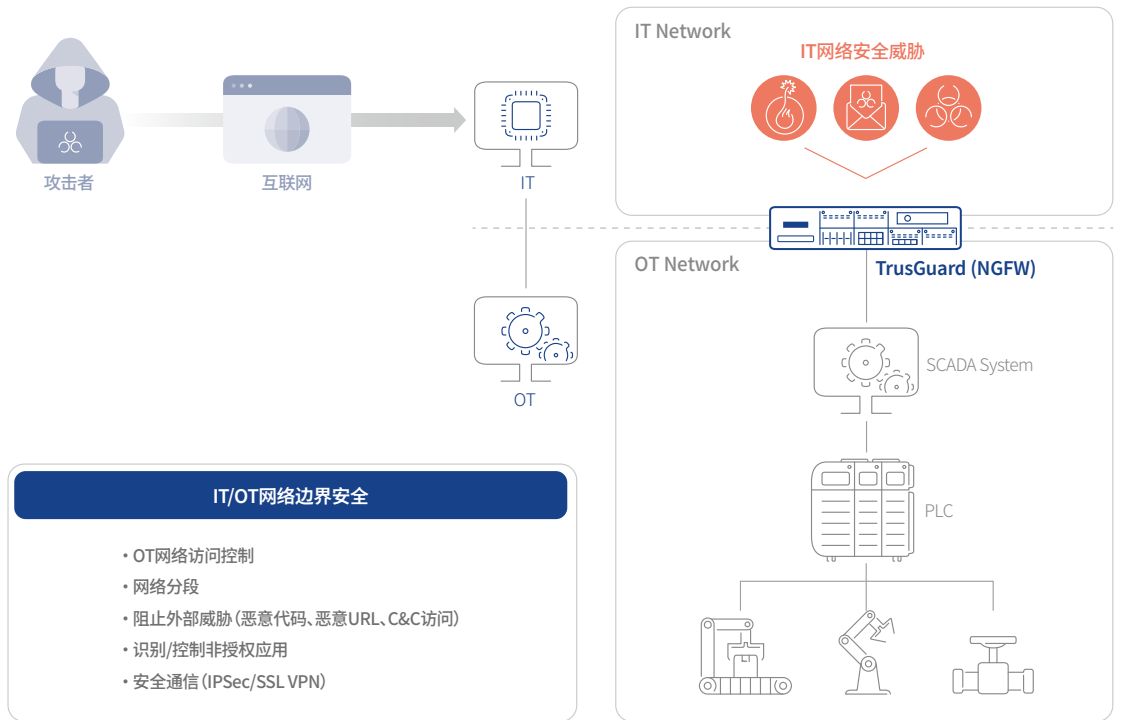 IT Network
IT网络安全威胁
攻击者
互联网
IT
TrusGuard (NGFW)
OT Network
SCADA System
OT
PLC
IT/OT网络边界安全
・OT网络访问控制
・网络分段
・阻止外部威胁（恶意代码、恶意URL、C&C访问）
・识别/控制非授权应用
・安全通信（IPSec/SSL VPN）